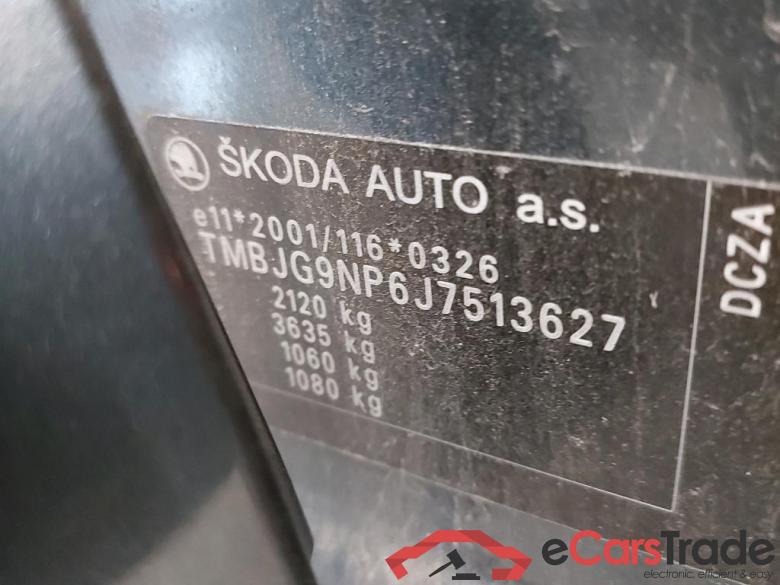 ŠKODA AUTO a.s.
e11*2001/116*0326
TMBJG9NP6J7513627
2120 kg
3635 kg
1060 kg
1080 kg
DCZA
eCarsTrade
electronic, efficient & easy